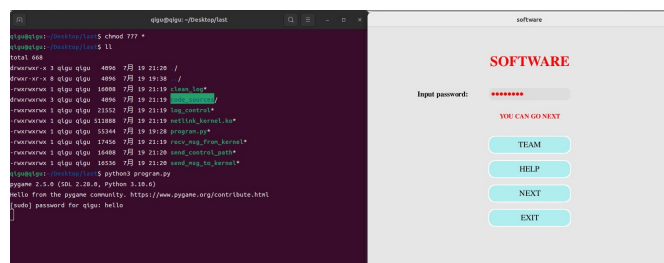 qigu@qigu: ~/Desktop/last
qigu@qigu:~/Desktop/last$ chmod 777 *
qigu@qigu:~/Desktop/last$ ll
total 668
drwxrwxr-x 3 qigu qigu 4096 7月 19 21:20 ./
drwxr-xr-x 8 qigu qigu 4096 7月 19 19:38 ../
-rwxrwxrwx 1 qigu qigu 16008 7月 19 21:19 clean_log*
drwxrwxrwx 3 qigu qigu 4096 7月 19 21:19 code_source/
-rwxrwxrwx 1 qigu qigu 21552 7月 19 21:19 log_control*
-rwxrwxrwx 1 qigu qigu 511888 7月 19 21:19 netlink_kernel.ko*
-rwxrwxrwx 1 qigu qigu 55344 7月 19 19:28 program.py*
-rwxrwxrwx 1 qigu qigu 17456 7月 19 21:19 recv_msg_from_kernel*
-rwxrwxrwx 1 qigu qigu 16408 7月 19 21:20 send_control_path*
-rwxrwxrwx 1 qigu qigu 16536 7月 19 21:20 send_msg_to_kernel*
qigu@qigu:~/Desktop/last$ python3 program.py
pygame 2.5.0 (SDL 2.28.0, Python 3.10.6)
Hello from the pygame community. https://www.pygame.org/contribute.html
[sudo] password for qigu: hello
software
SOFTWARE
Input password: ********
YOU CAN GO NEXT
TEAM
HELP
NEXT
EXIT